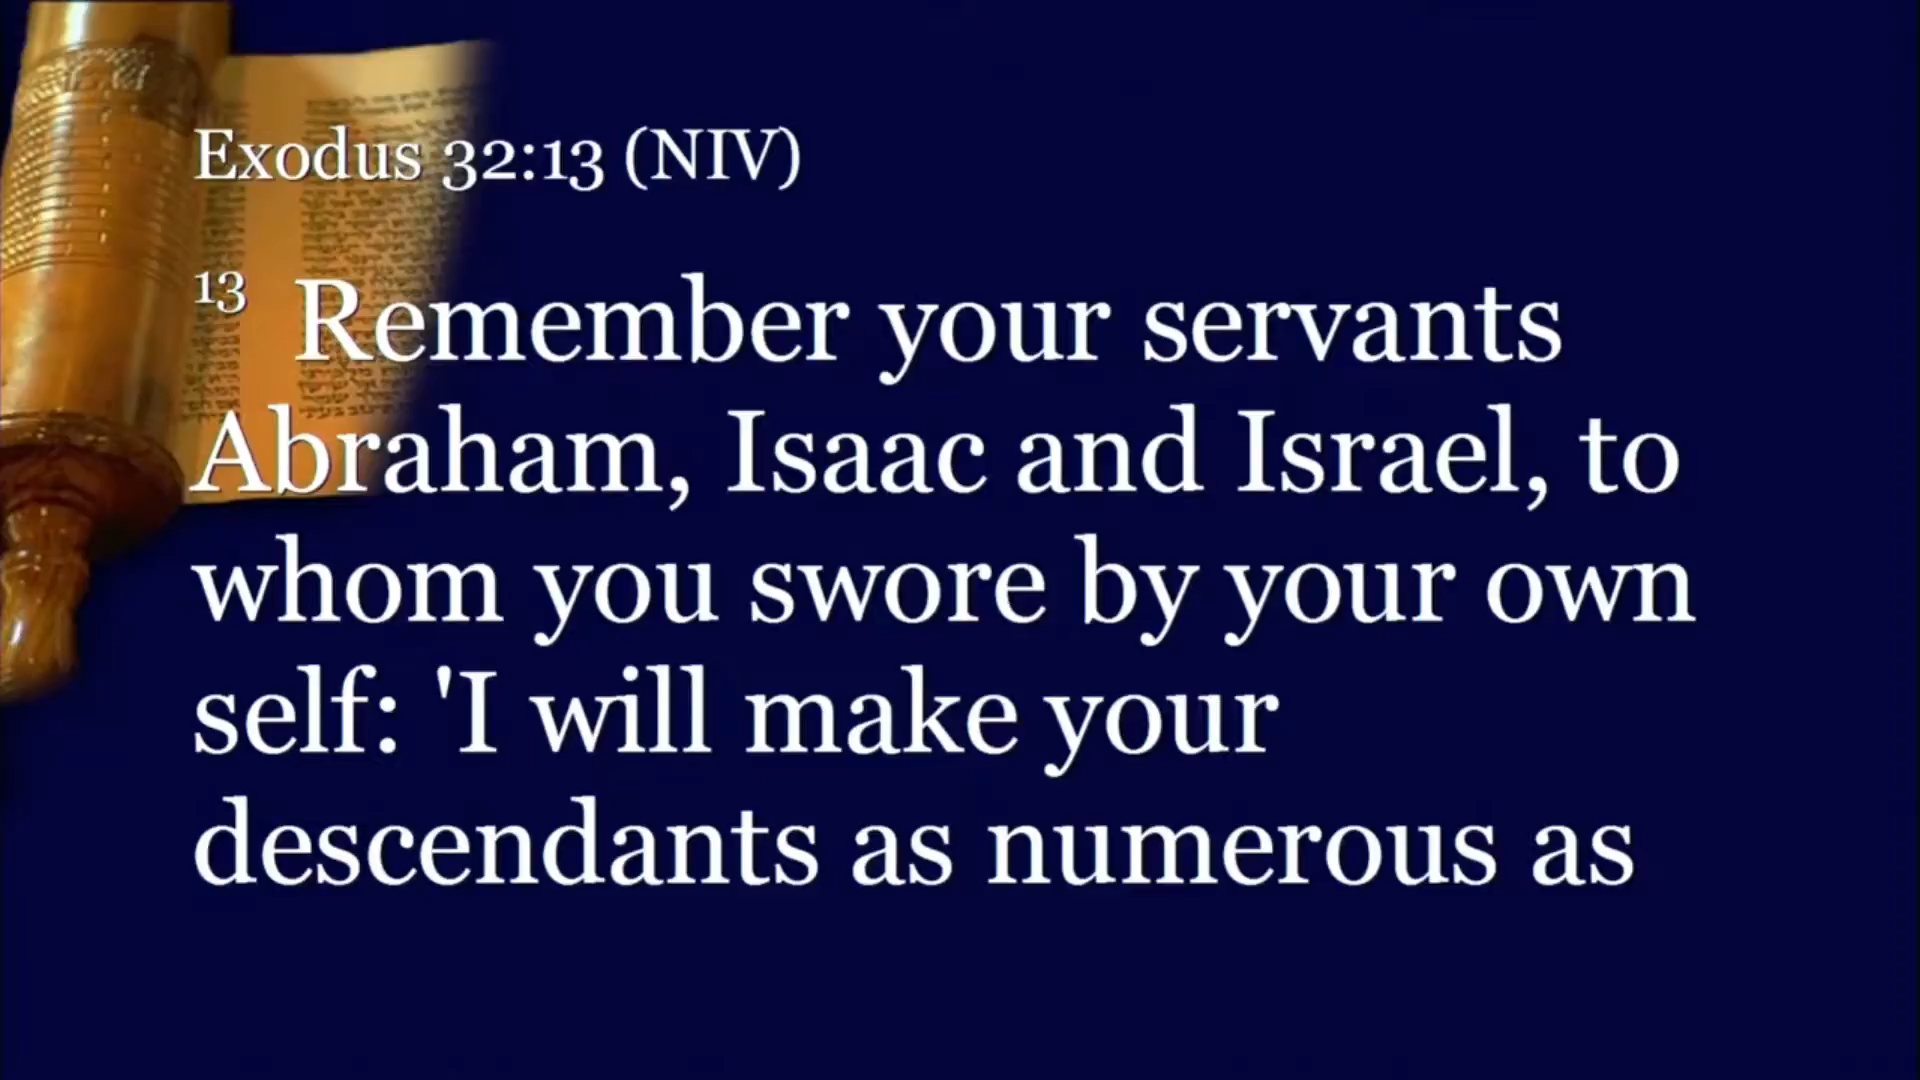 Exodus 32:13 (NIV)
13 Remember your servants
Abraham, Isaac and Israel, to
whom you swore by your own
self: 'I will make your
descendants as numerous as